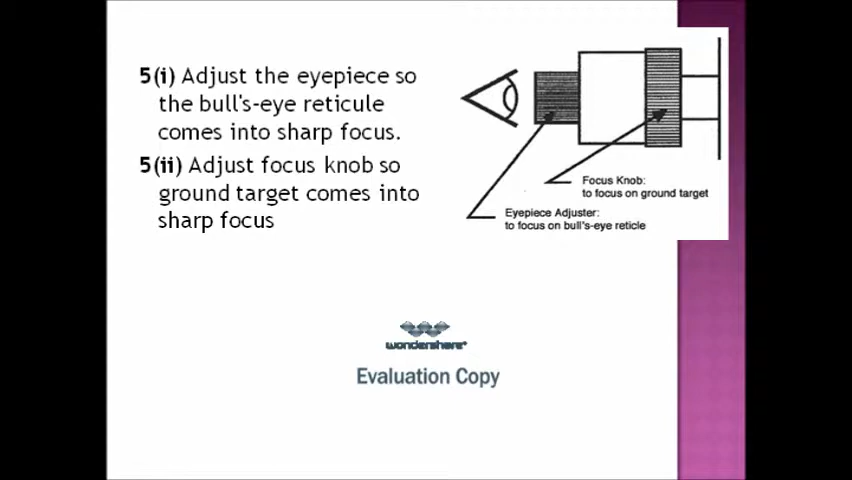 5(i) Adjust the eyepiece so
the bull's-eye reticule
comes into sharp focus.
5(ii) Adjust focus knob so
ground target comes into
sharp focus
Focus Knob:
to focus on ground target
Eyepiece Adjuster:
to focus on bull's-eye reticle
wondershare
Evaluation Copy